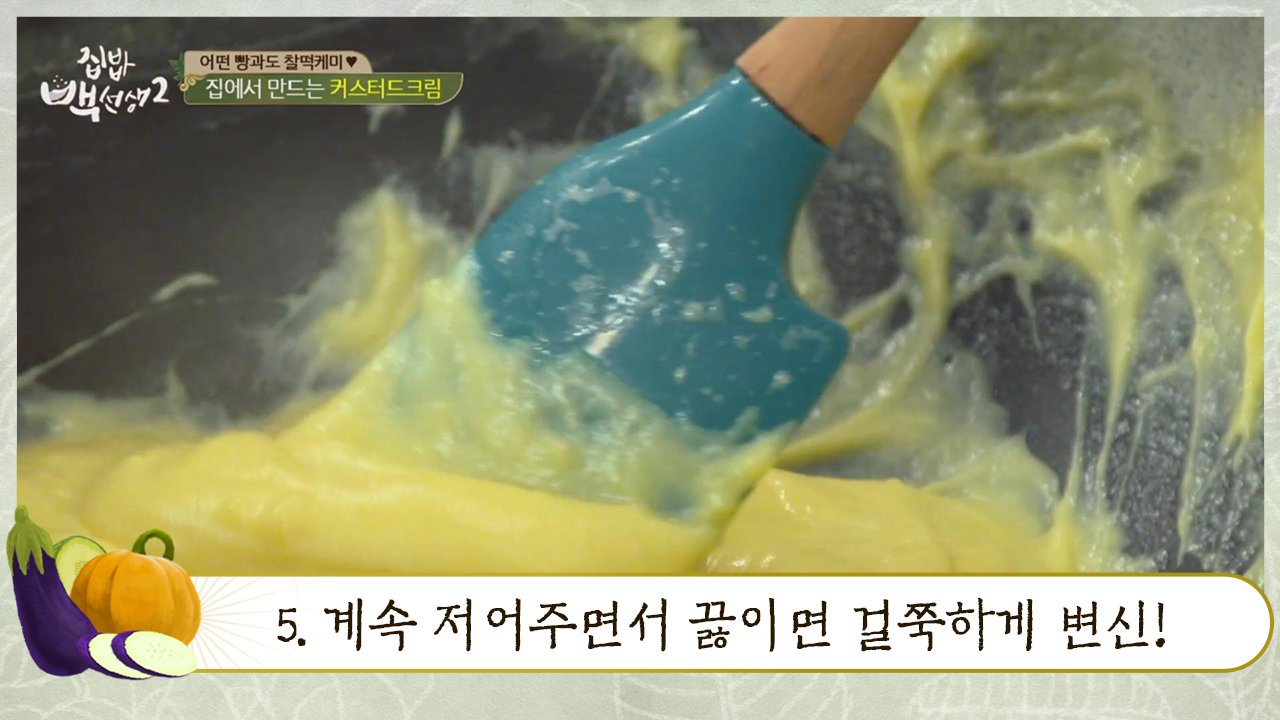 집밥
백선생2
어떤 빵과도 찰떡케미♥
집에서 만드는 커스터드크림
5. 계속 저어주면서 끓이면 걸쭉하게 변신!